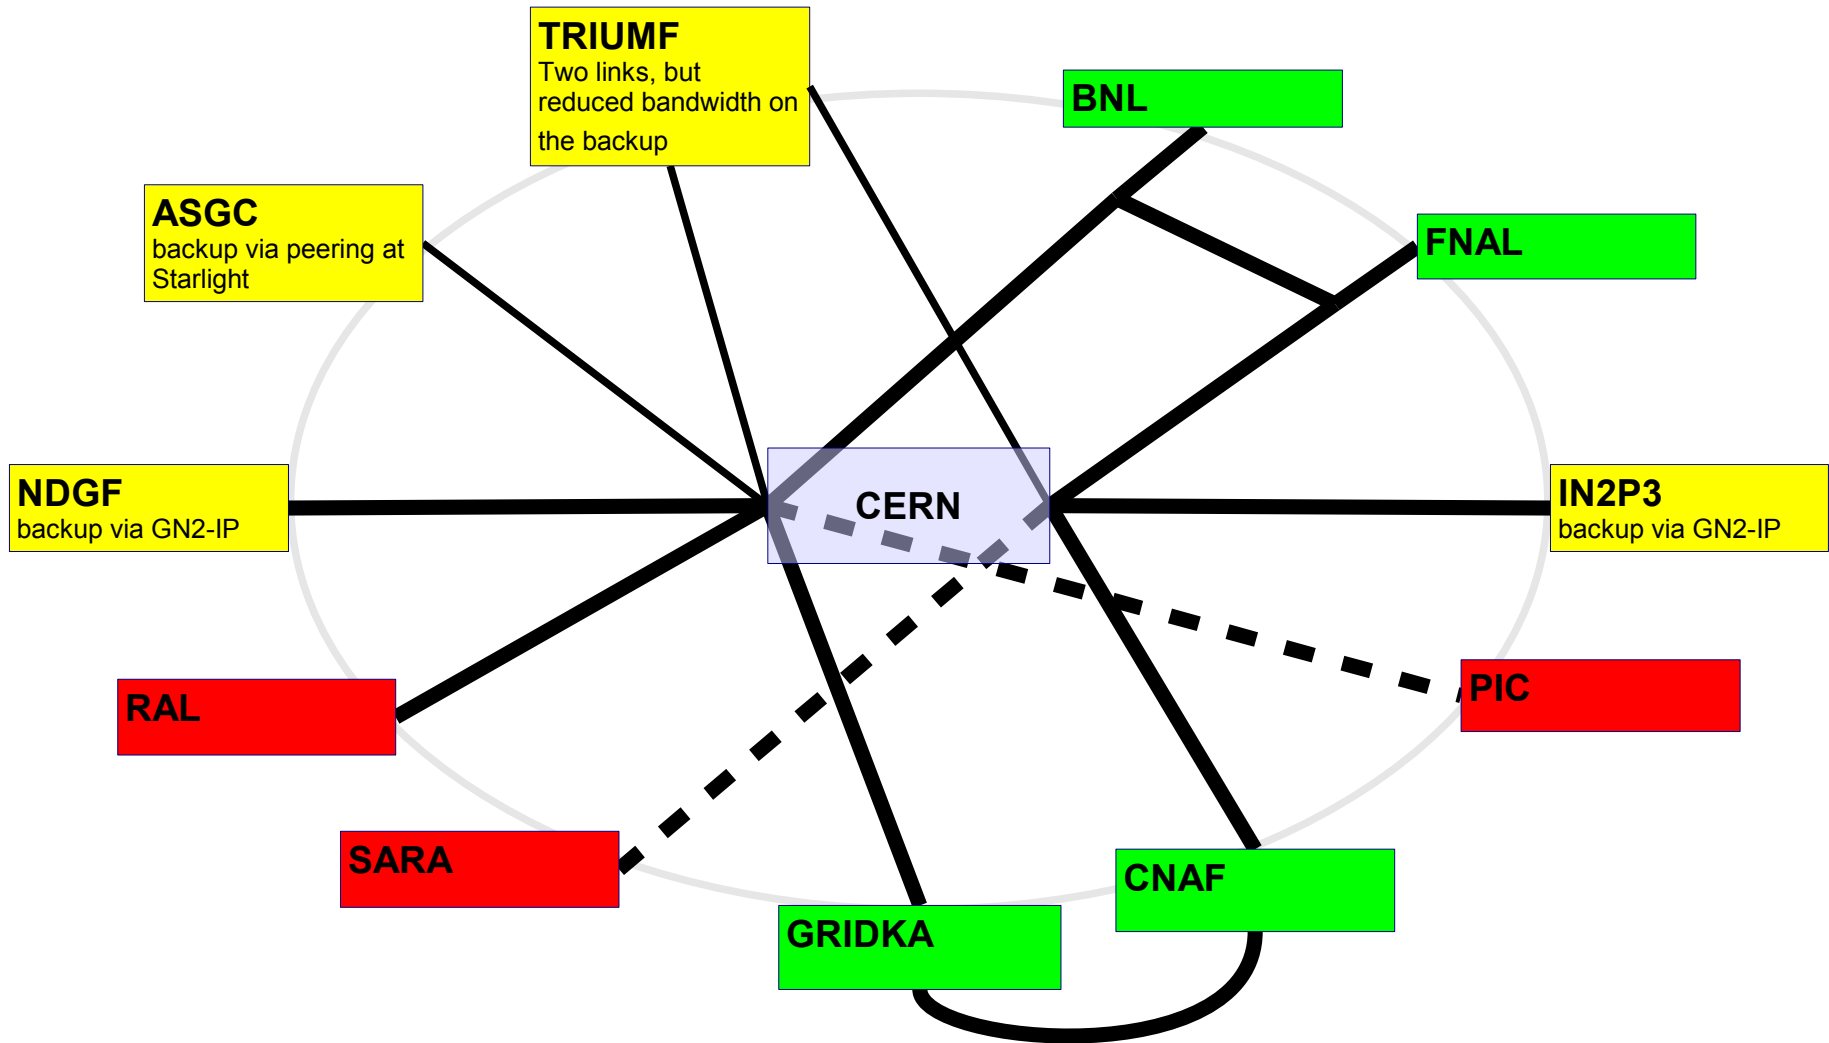 TRIUMF
Two links, but
reduced bandwidth on
the backup
BNL
ASGC
backup via peering at
Starlight
FNAL
NDGF
backup via GN2-IP
CERN
IN2P3
backup via GN2-IP
RAL
PIC
SARA
CNAF
GRIDKA